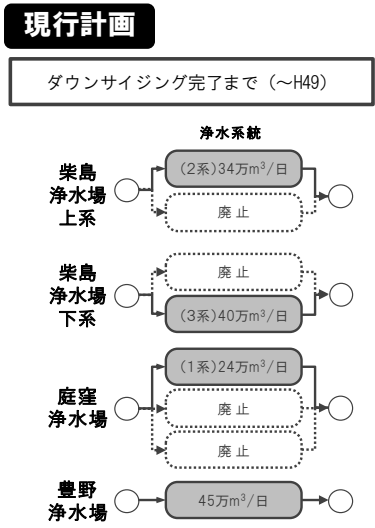 現行計画
ダウンサイジング完了まで（～H49）
浄水系統
柴島
浄水場
上系
(2系)34万m³/日
廃止
柴島
浄水場
下系
廃止
(3系)40万m³/日
庭窪
浄水場
(1系)24万m³/日
廃止
廃止
豊野
浄水場
45万m³/日